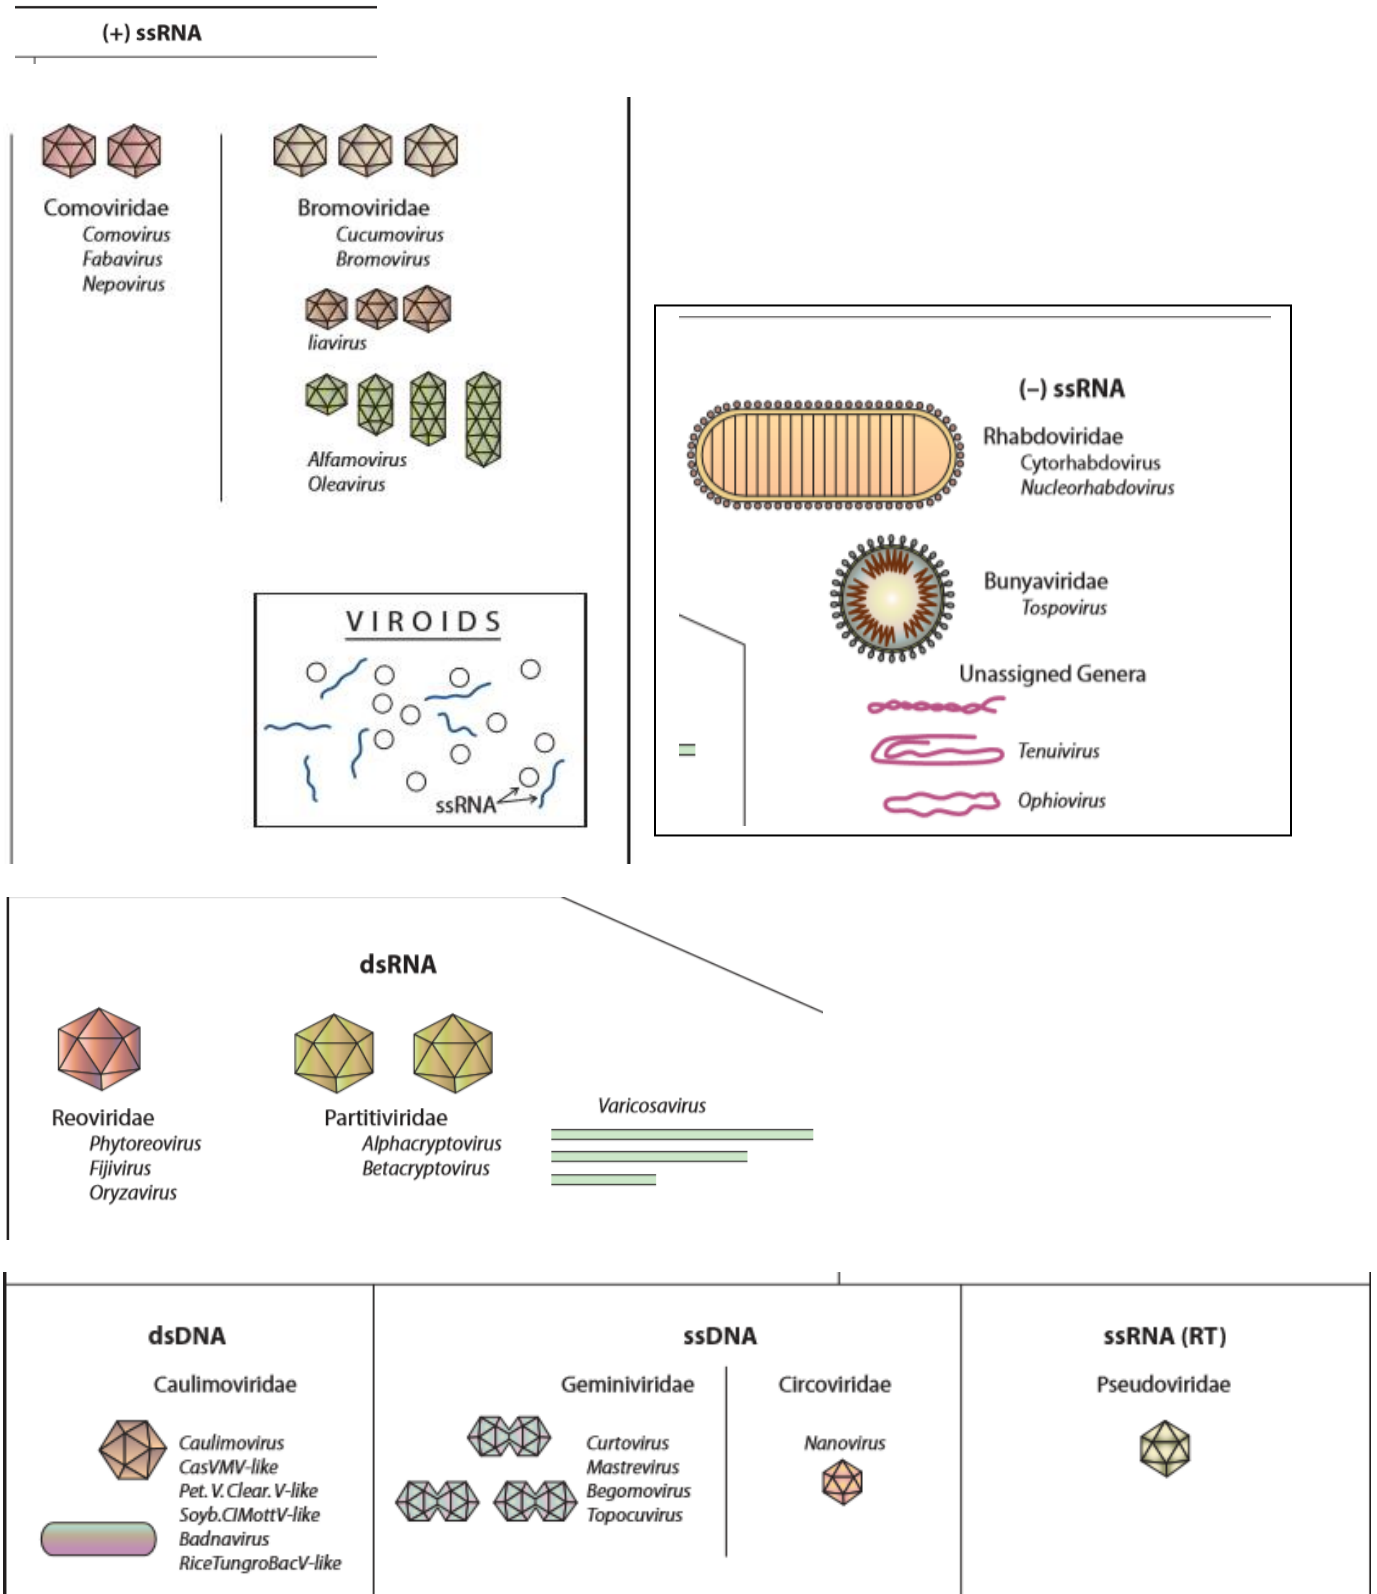 (+) ssRNA
Comoviridae
Comovirus
Fabavirus
Nepovirus
Bromoviridae
Cucumovirus
Bromovirus
Iiavirus
Alfamovirus
Oleavirus
VIROIDS
ssRNA
(–) ssRNA
Rhabdoviridae
Cytorhabdovirus
Nucleorhabdovirus
Bunyaviridae
Tospovirus
Unassigned Genera
Tenuivirus
Ophiovirus
dsRNA
Reoviridae
Phytoreovirus
Fijivirus
Oryzavirus
Partitiviridae
Alphacryptovirus
Betacryptovirus
Varicosavirus
dsDNA
Caulimoviridae
Caulimovirus
CasVMV-like
Pet. V. Clear. V-like
Soyb.ClMottV-like
Badnavirus
RiceTungroBacV-like
ssDNA
Geminiviridae
Curtovirus
Mastrevirus
Begomovirus
Topocuvirus
Circoviridae
Nanovirus
ssRNA (RT)
Pseudoviridae